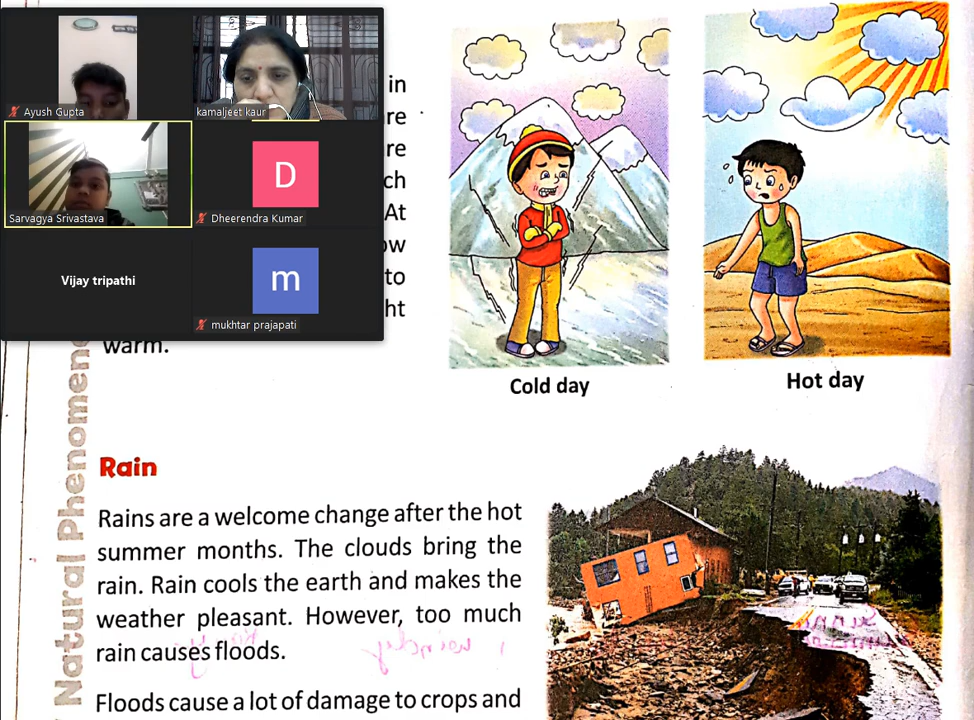 Ayush Gupta
kamaljeet kaur
Sarvagya Srivastava
D
Dheerendra Kumar
Vijay tripathi
m
mukhtar prajapati
in
re
re
ch
At
ow
to
ht
warm.
Cold day
Hot day
Natural Phenomen
Rain
Rains are a welcome change after the hot
summer months. The clouds bring the
rain. Rain cools the earth and makes the
weather pleasant. However, too much
rain causes floods.
Floods cause a lot of damage to crops and